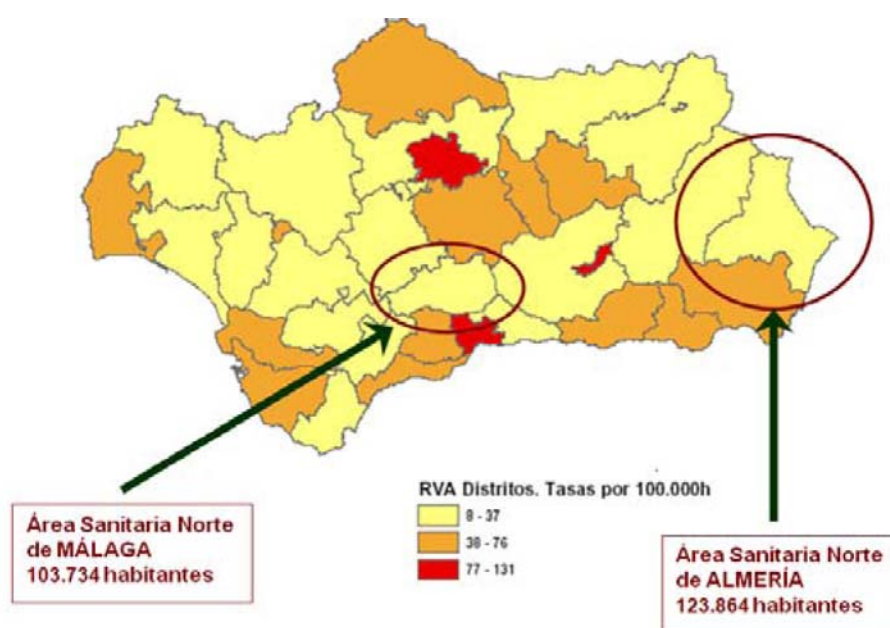 RVA Distritos. Tasas por 100.000h
8 - 37
38 - 76
77 - 131
Área Sanitaria Norte
de MÁLAGA
103.734 habitantes
Área Sanitaria Norte
de ALMERÍA
123.864 habitantes